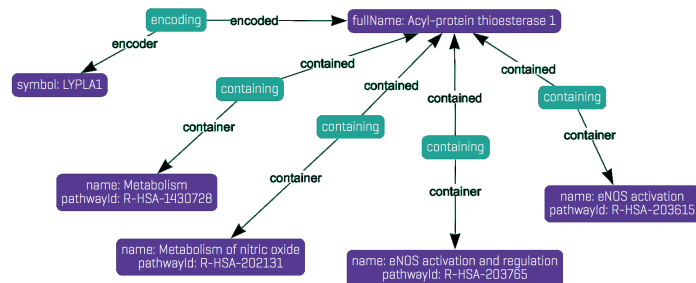 encoding
encoded
fullName: Acyl-protein thioesterase 1
encoder
symbol: LYPLA1
contained
contained
contained
contained
containing
containing
containing
containing
container
container
container
container
name: Metabolism
pathwayId: R-HSA-1430728
name: eNOS activation
pathwayId: R-HSA-203615
name: Metabolism of nitric oxide
pathwayId: R-HSA-202131
name: eNOS activation and regulation
pathwayId: R-HSA-203765